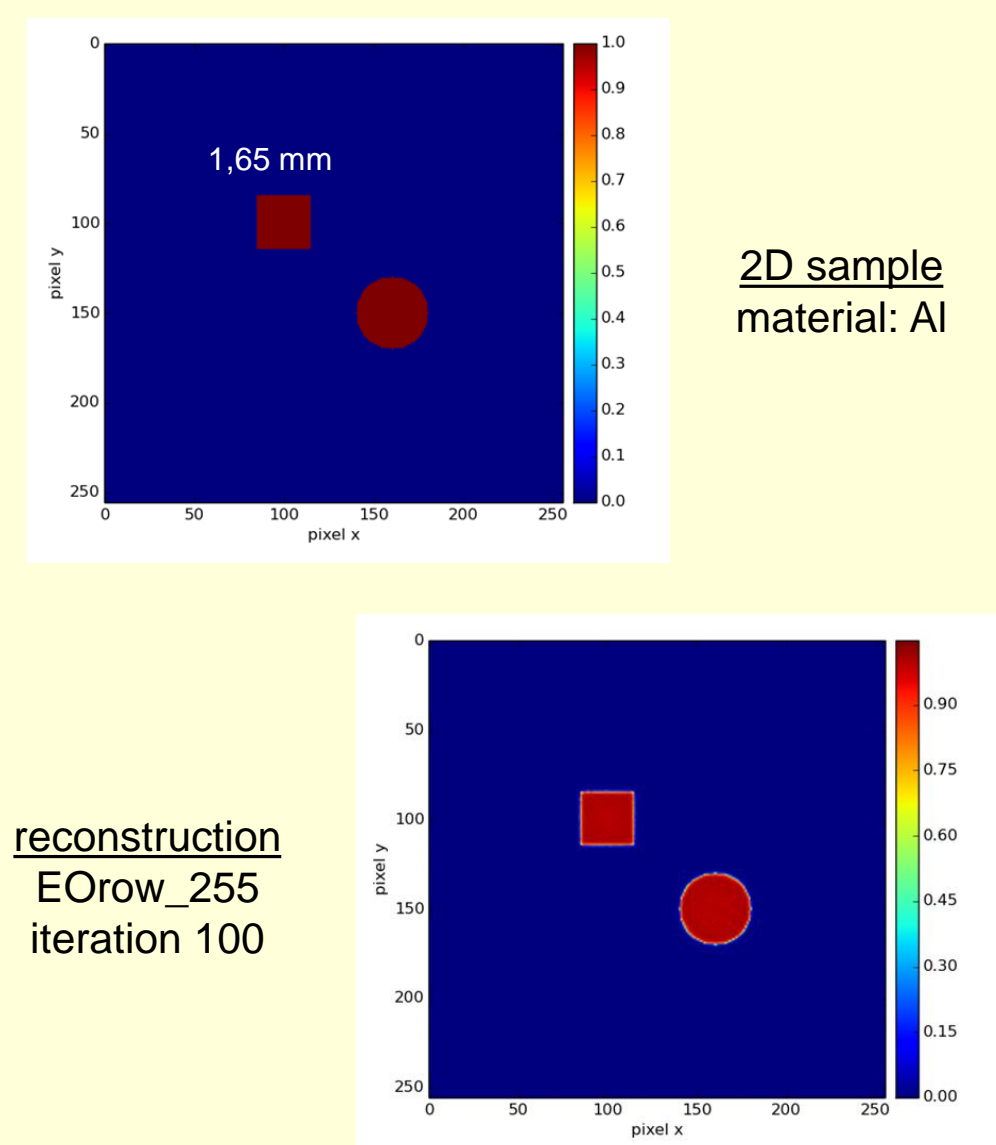 0
50
100
150
200
250
pixel y
0 50 100 150 200 250
pixel x
1,65 mm
1.0
0.9
0.8
0.7
0.6
0.5
0.4
0.3
0.2
0.1
0.0
2D sample
material: Al
reconstruction
EOrow_255
iteration 100
0
50
100
150
200
250
pixel y
0 50 100 150 200 250
pixel x
0.90
0.75
0.60
0.45
0.30
0.15
0.00